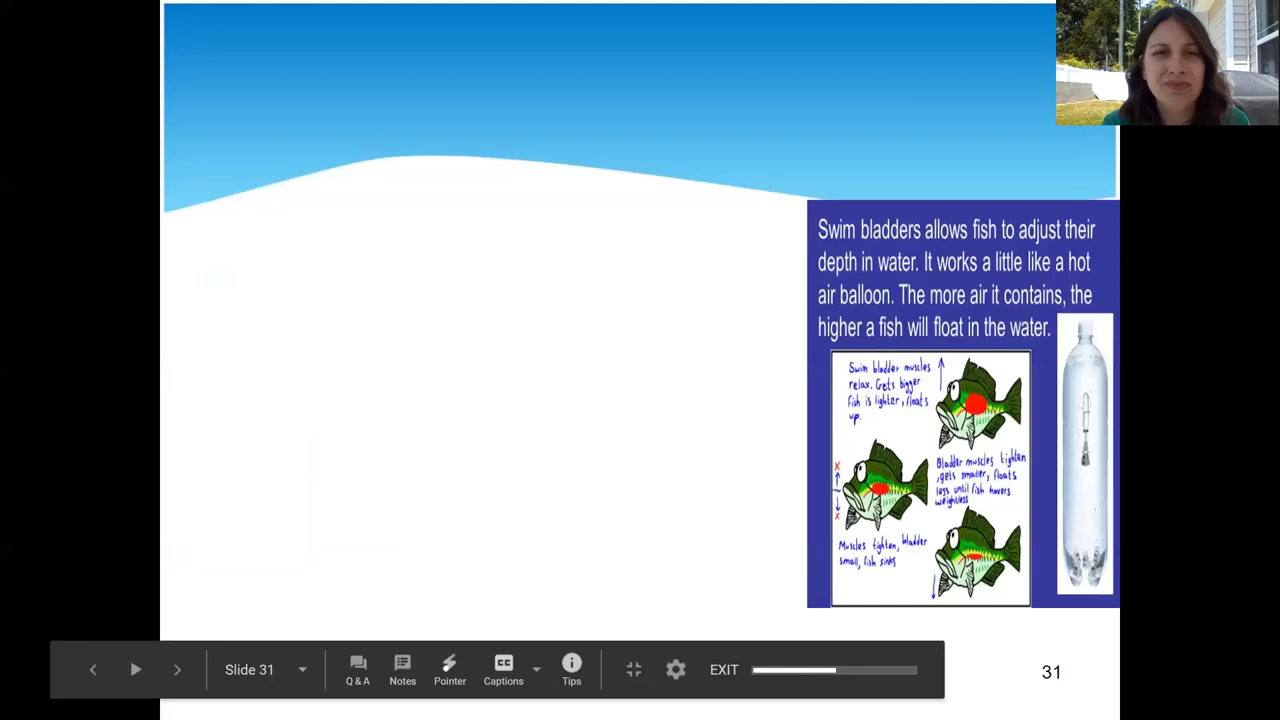 Swim bladders allows fish to adjust their
depth in water. It works a little like a hot
air balloon. The more air it contains, the
higher a fish will float in the water.
Swim bladder muscles
relax. Gets bigger
fish is lighter, floats
up.
Bladder muscles tighten
, gets smaller, floats
less until fish hovers
weightless
x
x
Muscles tighten, bladder
small, fish sinks
Slide 31
Q & A
Notes
Pointer
CC
Captions
Tips
EXIT
31